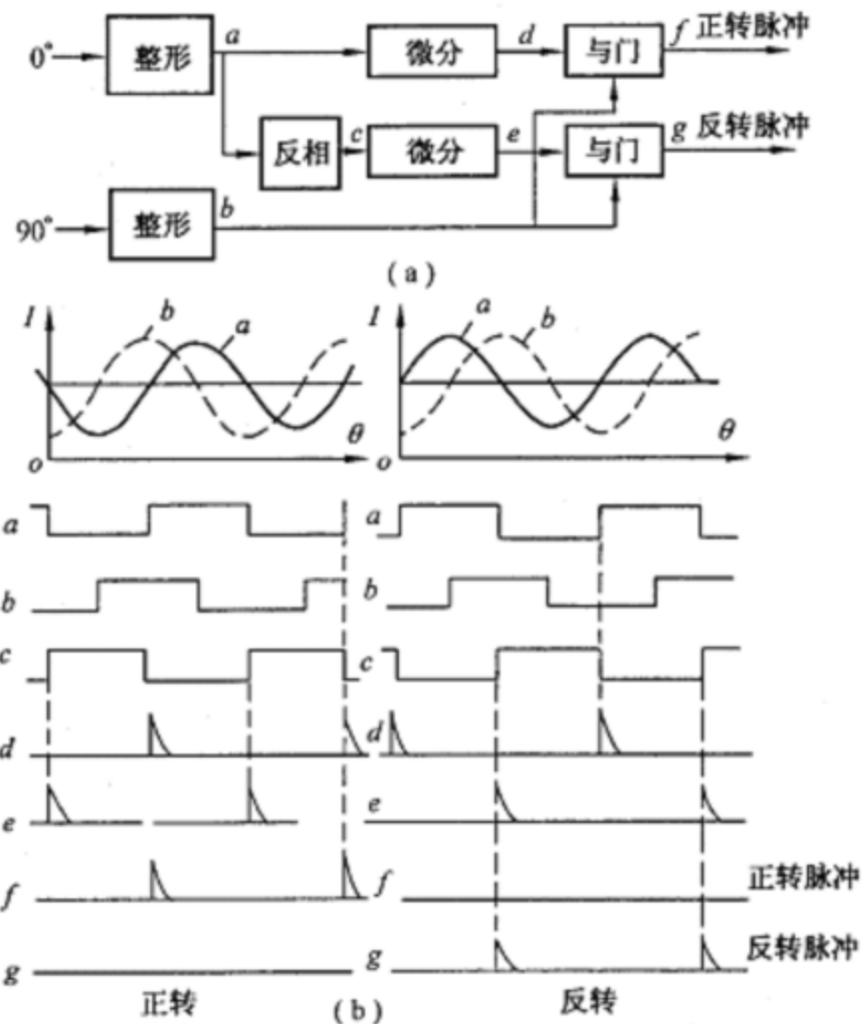 0° 整形 a 微分 d 与门 f 正转脉冲
反相 c 微分 e 与门 g 反转脉冲
90° 整形 b
(a)
I b a θ o
I a b θ o
a a
b b
c c
d d
e e
f f 正转脉冲
g g 反转脉冲
正转 (b) 反转